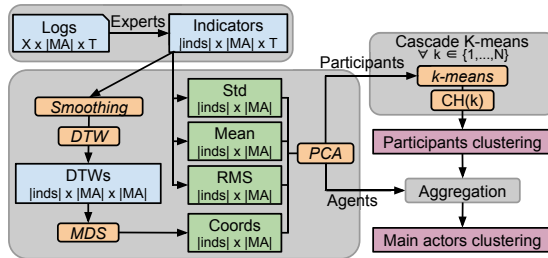 Logs
X x |MA| x T
Experts
Indicators
|inds| x |MA| x T
Cascade K-means
∀ k ∈ {1,...,N}
k-means
CH(k)
Participants
Smoothing
DTW
DTWs
|inds| x |MA| x |MA|
MDS
Std
|inds| x |MA|
Mean
|inds| x |MA|
RMS
|inds| x |MA|
Coords
|inds| x |MA|
PCA
Agents
Participants clustering
Aggregation
Main actors clustering